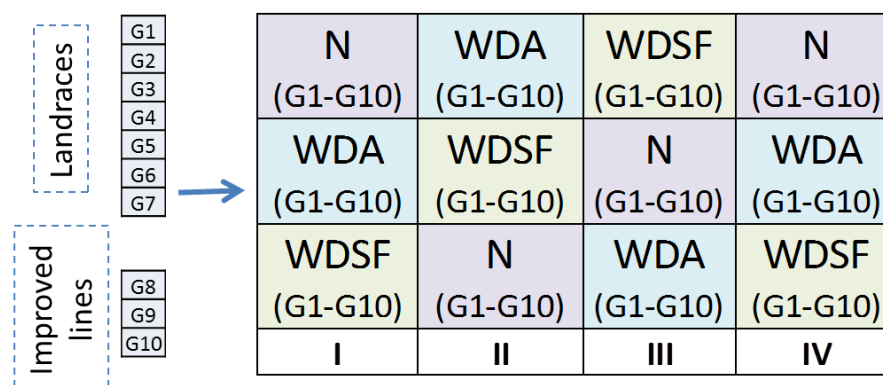 Landraces
G1
G2
G3
G4
G5
G6
G7
Improved
lines
G8
G9
G10
N WDA WDSF N
(G1-G10) (G1-G10) (G1-G10) (G1-G10)
WDA WDSF N WDA
(G1-G10) (G1-G10) (G1-G10) (G1-G10)
WDSF N WDA WDSF
(G1-G10) (G1-G10) (G1-G10) (G1-G10)
I II III IV